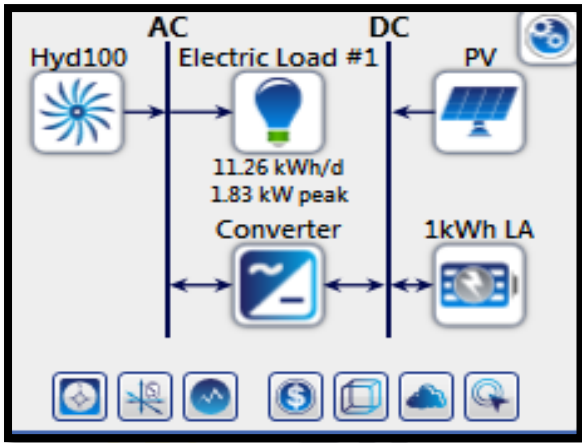 AC DC
Hyd100 Electric Load #1 PV
11.26 kWh/d
1.83 kW peak
Converter 1kWh LA